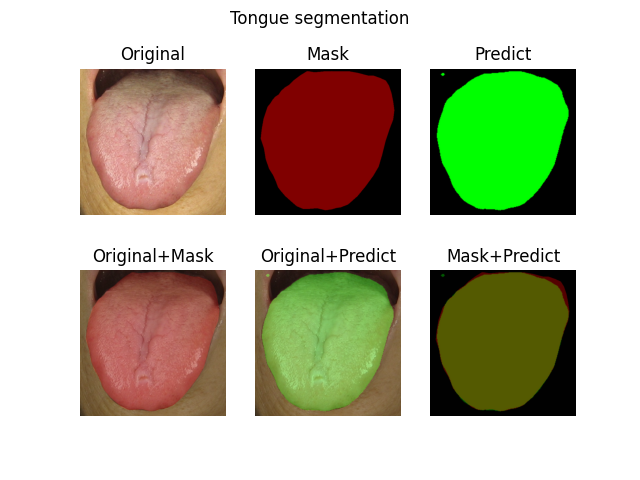 Tongue segmentation
Original
Mask
Predict
Original+Mask
Original+Predict
Mask+Predict